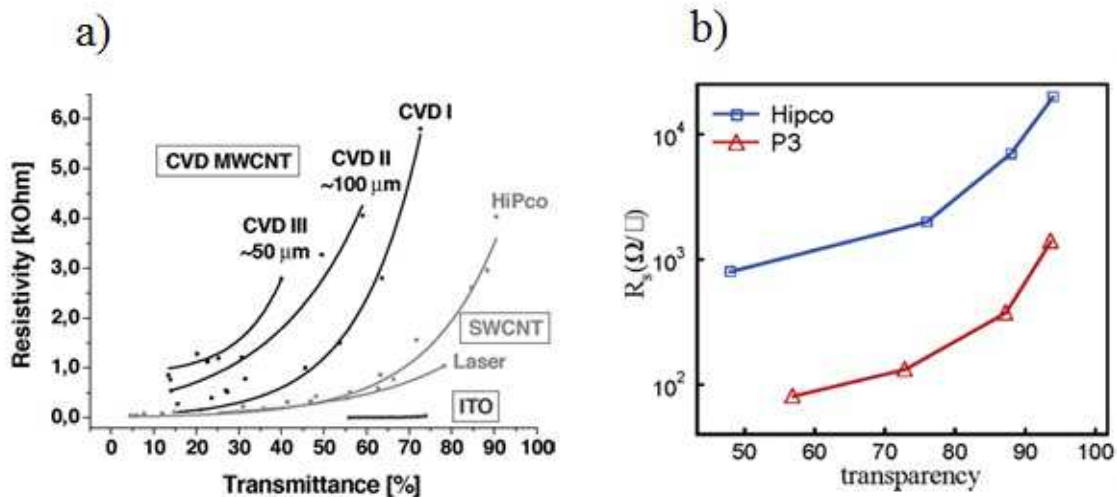 a)
6,0
5,0
4,0
3,0
2,0
1,0
0,0
Resistivity [kOhm]
CVD MWCNT
CVD I
CVD II
~100 μm
CVD III
~50 μm
HiPco
SWCNT
Laser
ITO
0 10 20 30 40 50 60 70 80 90 100
Transmittance [%]
b)
Hipco
P3
10⁴
10³
10²
Rₛ(Ω/□)
50 60 70 80 90 100
transparency